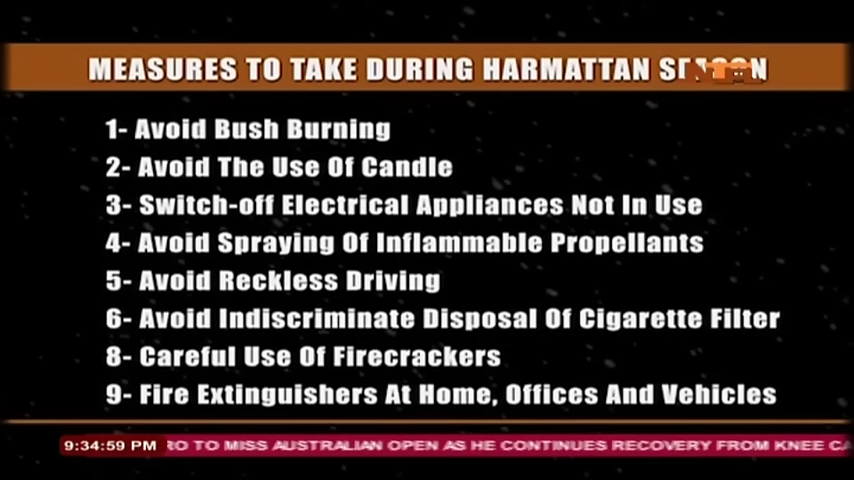 MEASURES TO TAKE DURING HARMATTAN
1- Avoid Bush Burning
2- Avoid The Use Of Candle
3- Switch-off Electrical Appliances Not In Use
4- Avoid Spraying Of Inflammable Propellants
5- Avoid Reckless Driving
6- Avoid Indiscriminate Disposal Of Cigarette Filter
8- Careful Use Of Firecrackers
9- Fire Extinguishers At Home, Offices And Vehicles
9:34:59 PM RO TO MISS AUSTRALIAN OPEN AS HE CONTINUES RECOVERY FROM KNEE CA